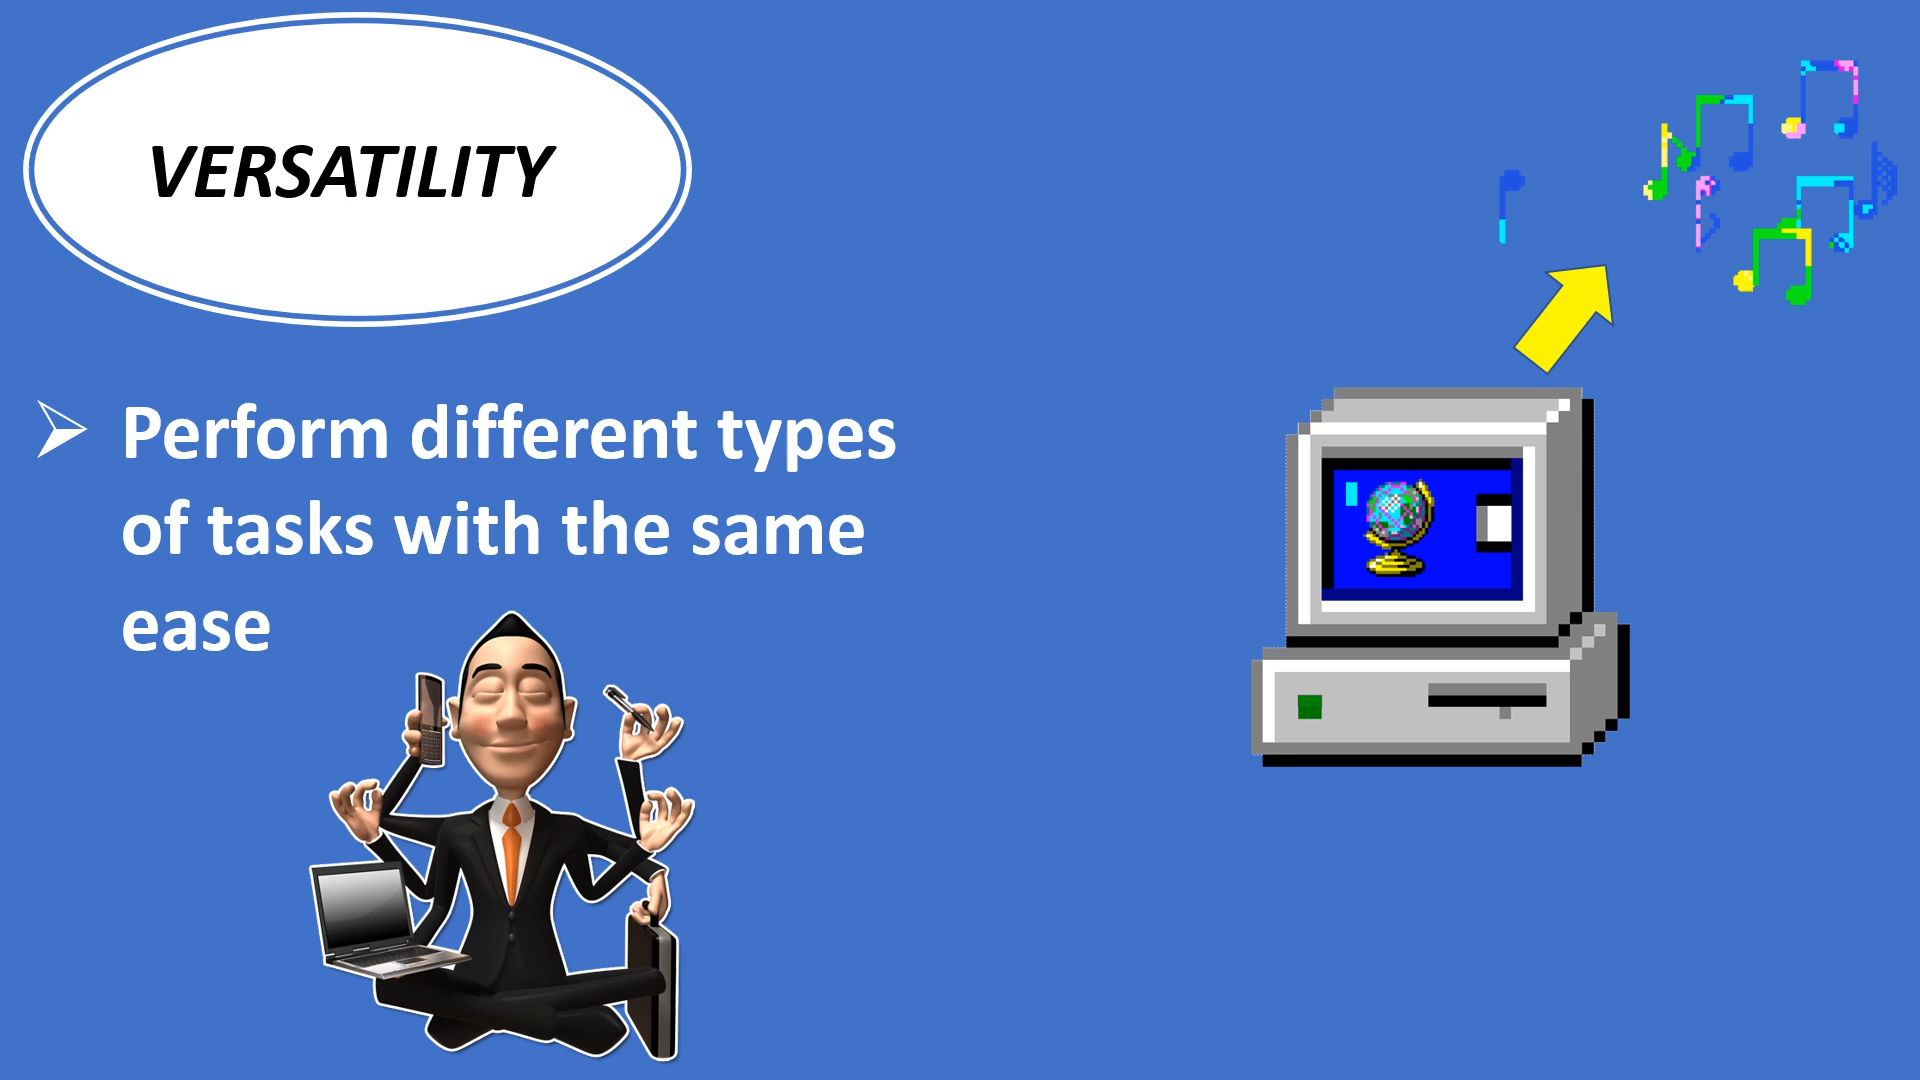 VERSATILITY
Perform different types
of tasks with the same
ease